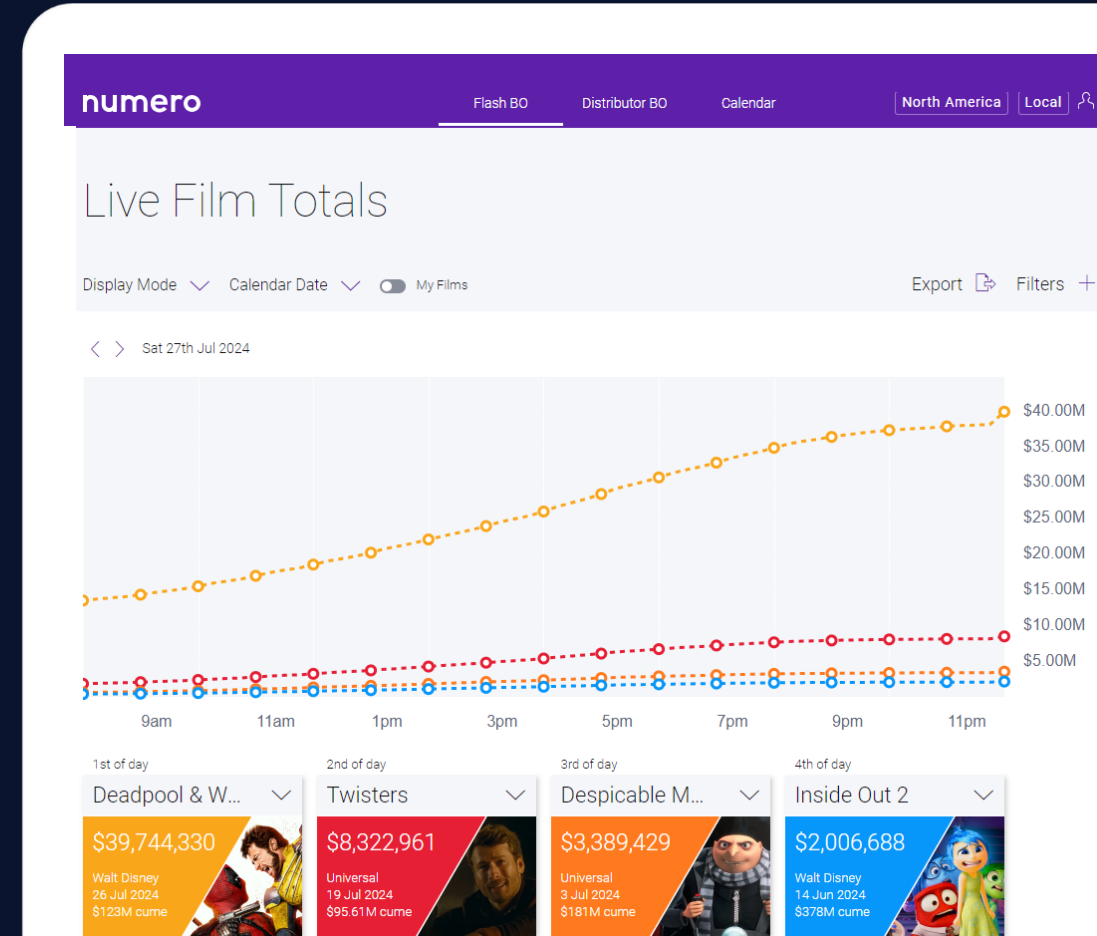 numero Flash BO Distributor BO Calendar North America Local
Live Film Totals
Display Mode Calendar Date My Films Export Filters
Sat 27th Jul 2024
$40.00M
$35.00M
$30.00M
$25.00M
$20.00M
$15.00M
$10.00M
$5.00M
9am 11am 1pm 3pm 5pm 7pm 9pm 11pm
1st of day
Deadpool & W...
$39,744,330
Walt Disney
26 Jul 2024
$123M cume
2nd of day
Twisters
$8,322,961
Universal
19 Jul 2024
$95.61M cume
3rd of day
Despicable M...
$3,389,429
Universal
3 Jul 2024
$181M cume
4th of day
Inside Out 2
$2,006,688
Walt Disney
14 Jun 2024
$378M cume